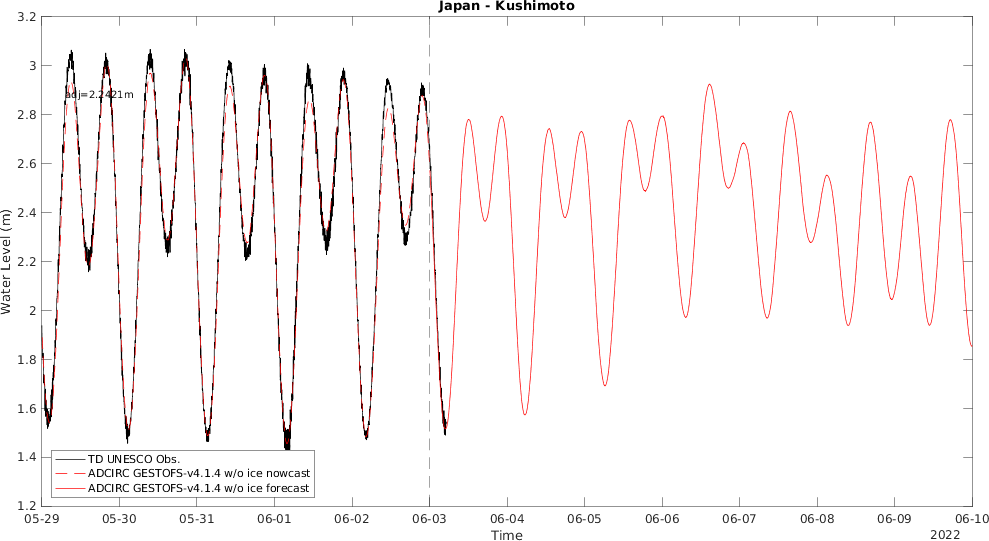 Japan - Kushimoto
3.2
3
adj=2.2421m
2.8
2.6
2.4
2.2
2
1.8
1.6
1.4
1.2
Water Level (m)
TD UNESCO Obs.
ADCIRC GESTOFS-v4.1.4 w/o ice nowcast
ADCIRC GESTOFS-v4.1.4 w/o ice forecast
05-29 05-30 05-31 06-01 06-02 06-03 06-04 06-05 06-06 06-07 06-08 06-09 06-10
Time
2022